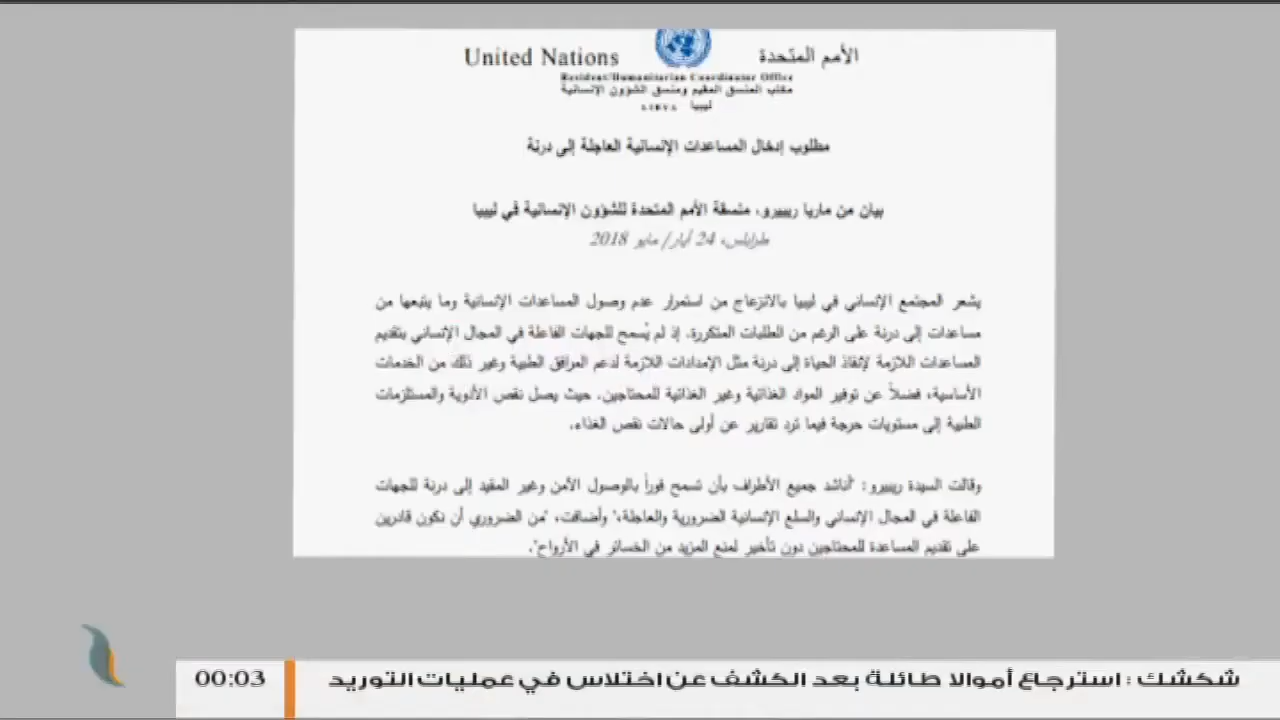 United Nations الأمم المتحدة
Resident/Humanitarian Coordinator Office
مكتب المنسق المقيم ومنسق الشؤون الإنسانية
LIBYA ليبيا
مطلوب إدخال المساعدات الإنسانية العاجلة إلى درنة
بيان من ماريا ريبيرو، منسقة الأمم المتحدة للشؤون الإنسانية في ليبيا
طرابلس، 24 أيار/ مايو 2018
يشعر المجتمع الإنساني في ليبيا بالانزعاج من استمرار عدم وصول المساعدات الإنسانية وما يتبعها من
مساعدات إلى درنة على الرغم من الطلبات المتكررة. إذ لم يُسمح للجهات الفاعلة في المجال الإنساني بتقديم
المساعدات اللازمة لإنقاذ الحياة إلى درنة مثل الإمدادات اللازمة لدعم المرافق الطبية وغير ذلك من الخدمات
الأساسية، فضلاً عن توفير المواد الغذائية وغير الغذائية للمحتاجين. حيث يصل نقص الأدوية والمستلزمات
الطبية إلى مستويات حرجة فيما ترد تقارير عن أولى حالات نقص الغذاء.
وقالت السيدة ريبيرو: "أناشد جميع الأطراف بأن تسمح فوراً بالوصول الآمن وغير المقيد إلى درنة للجهات
الفاعلة في المجال الإنساني والسلع الإنسانية الضرورية والعاجلة،" وأضافت، "من الضروري أن نكون قادرين
على تقديم المساعدة للمحتاجين دون تأخير لمنع المزيد من الخسائر في الأرواح".
شكشك : استرجاع أموالا طائلة بعد الكشف عن اختلاس في عمليات التوريد
00:03